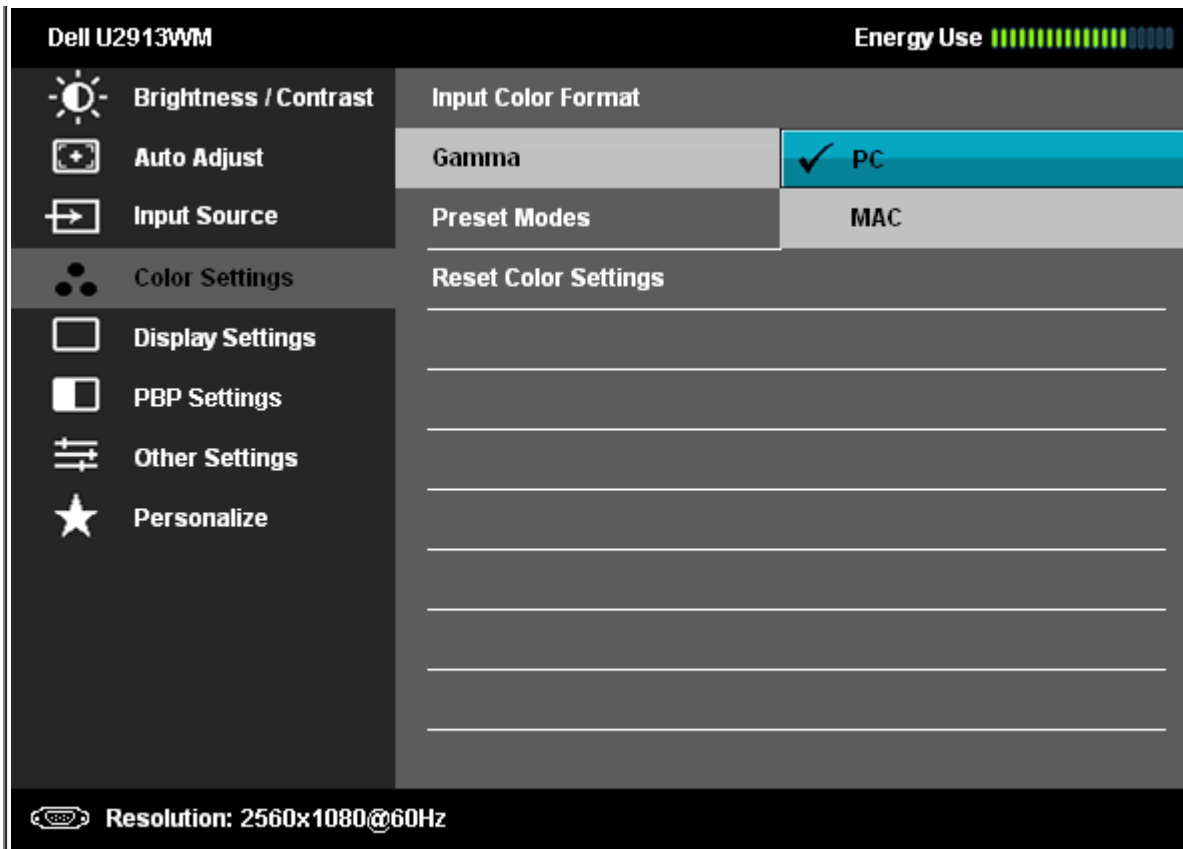 Dell U2913WM Energy Use
Brightness / Contrast Input Color Format
Auto Adjust Gamma PC
Input Source Preset Modes MAC
Color Settings Reset Color Settings
Display Settings
PBP Settings
Other Settings
Personalize
Resolution: 2560x1080@60Hz